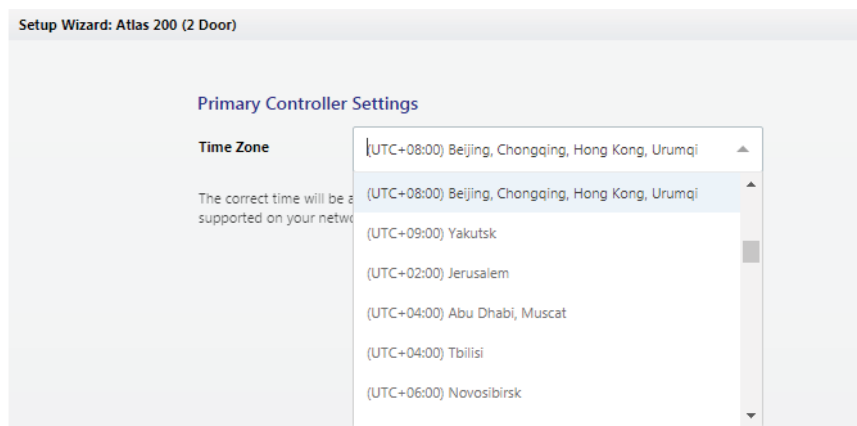 Setup Wizard: Atlas 200 (2 Door)
Primary Controller Settings
Time Zone
(UTC+08:00) Beijing, Chongqing, Hong Kong, Urumqi
The correct time will be a
supported on your netwo
(UTC+08:00) Beijing, Chongqing, Hong Kong, Urumqi
(UTC+09:00) Yakutsk
(UTC+02:00) Jerusalem
(UTC+04:00) Abu Dhabi, Muscat
(UTC+04:00) Tbilisi
(UTC+06:00) Novosibirsk